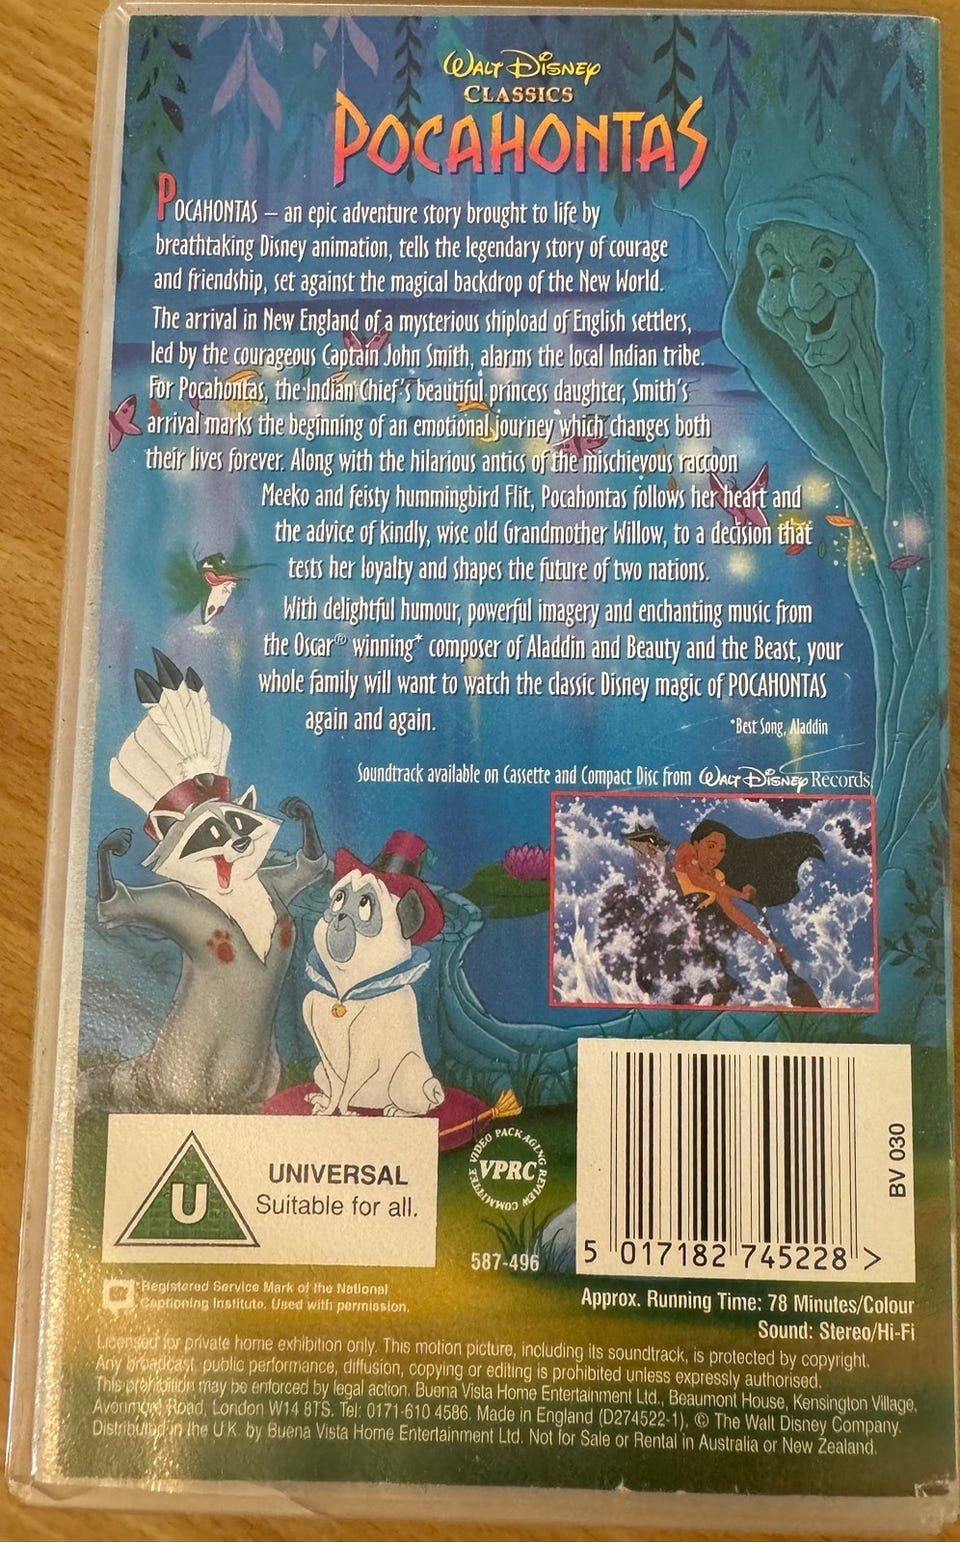 WALT DISNEY
CLASSICS
POCAHONTAS
POCAHONTAS – an epic adventure story brought to life by
breathtaking Disney animation, tells the legendary story of courage
and friendship, set against the magical backdrop of the New World.
The arrival in New England of a mysterious shipload of English settlers,
led by the courageous Captain John Smith, alarms the local Indian tribe.
For Pocahontas, the Indian Chief's beautiful princess daughter, Smith's
arrival marks the beginning of an emotional journey which changes both
their lives forever. Along with the hilarious antics of the mischievous raccoon
Meeko and feisty hummingbird Flit, Pocahontas follows her heart and
the advice of kindly, wise old Grandmother Willow, to a decision that
tests her loyalty and shapes the future of two nations.
With delightful humour, powerful imagery and enchanting music from
the Oscar® winning* composer of Aladdin and Beauty and the Beast, your
whole family will want to watch the classic Disney magic of POCAHONTAS
again and again.
*Best Song, Aladdin
Soundtrack available on Cassette and Compact Disc from WALT DISNEY Records
U
UNIVERSAL
Suitable for all.
VIDEO PACKAGING REVIEW COMMITTEE
VPRC
587-496
BV 030
5 017182 745228 >
*Registered Service Mark of the National
Captioning Institute. Used with permission.
Approx. Running Time: 78 Minutes/Colour
Sound: Stereo/Hi-Fi
Licensed for private home exhibition only. This motion picture, including its soundtrack, is protected by copyright.
Any broadcast, public performance, diffusion, copying or editing is prohibited unless expressly authorised.
This prohibition may be enforced by legal action. Buena Vista Home Entertainment Ltd., Beaumont House, Kensington Village,
Avonmore Road, London W14 8TS. Tel: 0171-610 4586. Made in England (D274522-1), © The Walt Disney Company.
Distributed in the U.K. by Buena Vista Home Entertainment Ltd. Not for Sale or Rental in Australia or New Zealand.